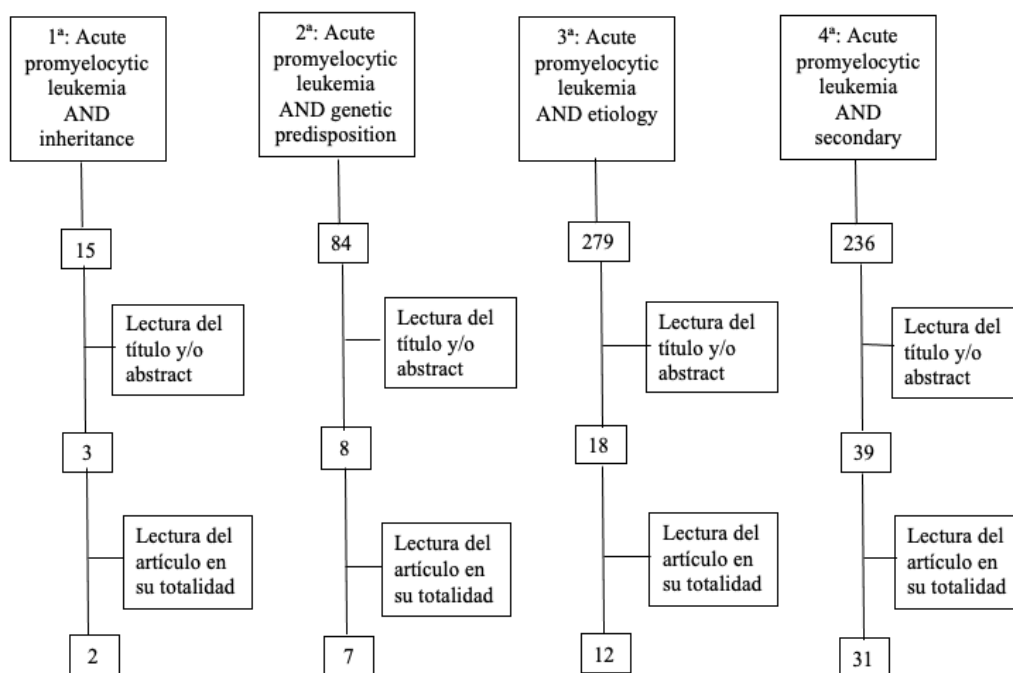 1ª: Acute
promyelocytic
leukemia
AND
inheritance
2ª: Acute
promyelocytic
leukemia
AND genetic
predisposition
3ª: Acute
promyelocytic
leukemia
AND etiology
4ª: Acute
promyelocytic
leukemia
AND
secondary
15
84
279
236
Lectura del
título y/o
abstract
Lectura del
título y/o
abstract
Lectura del
título y/o
abstract
Lectura del
título y/o
abstract
3
8
18
39
Lectura del
artículo en
su totalidad
Lectura del
artículo en
su totalidad
Lectura del
artículo en
su totalidad
Lectura del
artículo en
su totalidad
2
7
12
31